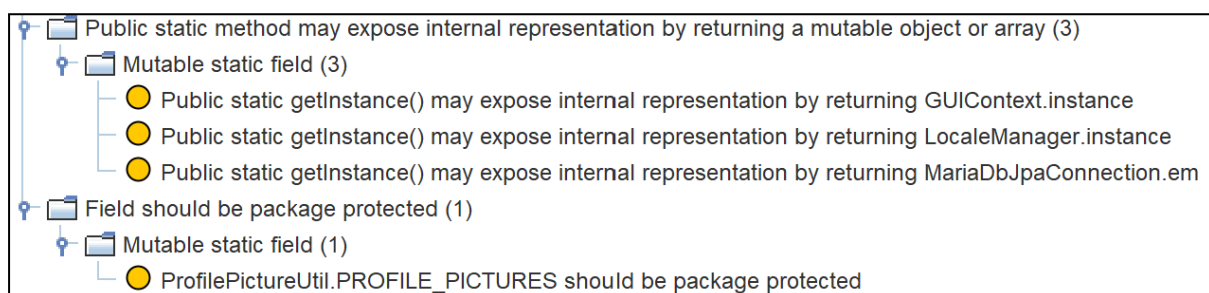 Public static method may expose internal representation by returning a mutable object or array (3)
Mutable static field (3)
Public static getInstance() may expose internal representation by returning GUIContext.instance
Public static getInstance() may expose internal representation by returning LocaleManager.instance
Public static getInstance() may expose internal representation by returning MariaDbJpaConnection.em
Field should be package protected (1)
Mutable static field (1)
ProfilePictureUtil.PROFILE_PICTURES should be package protected